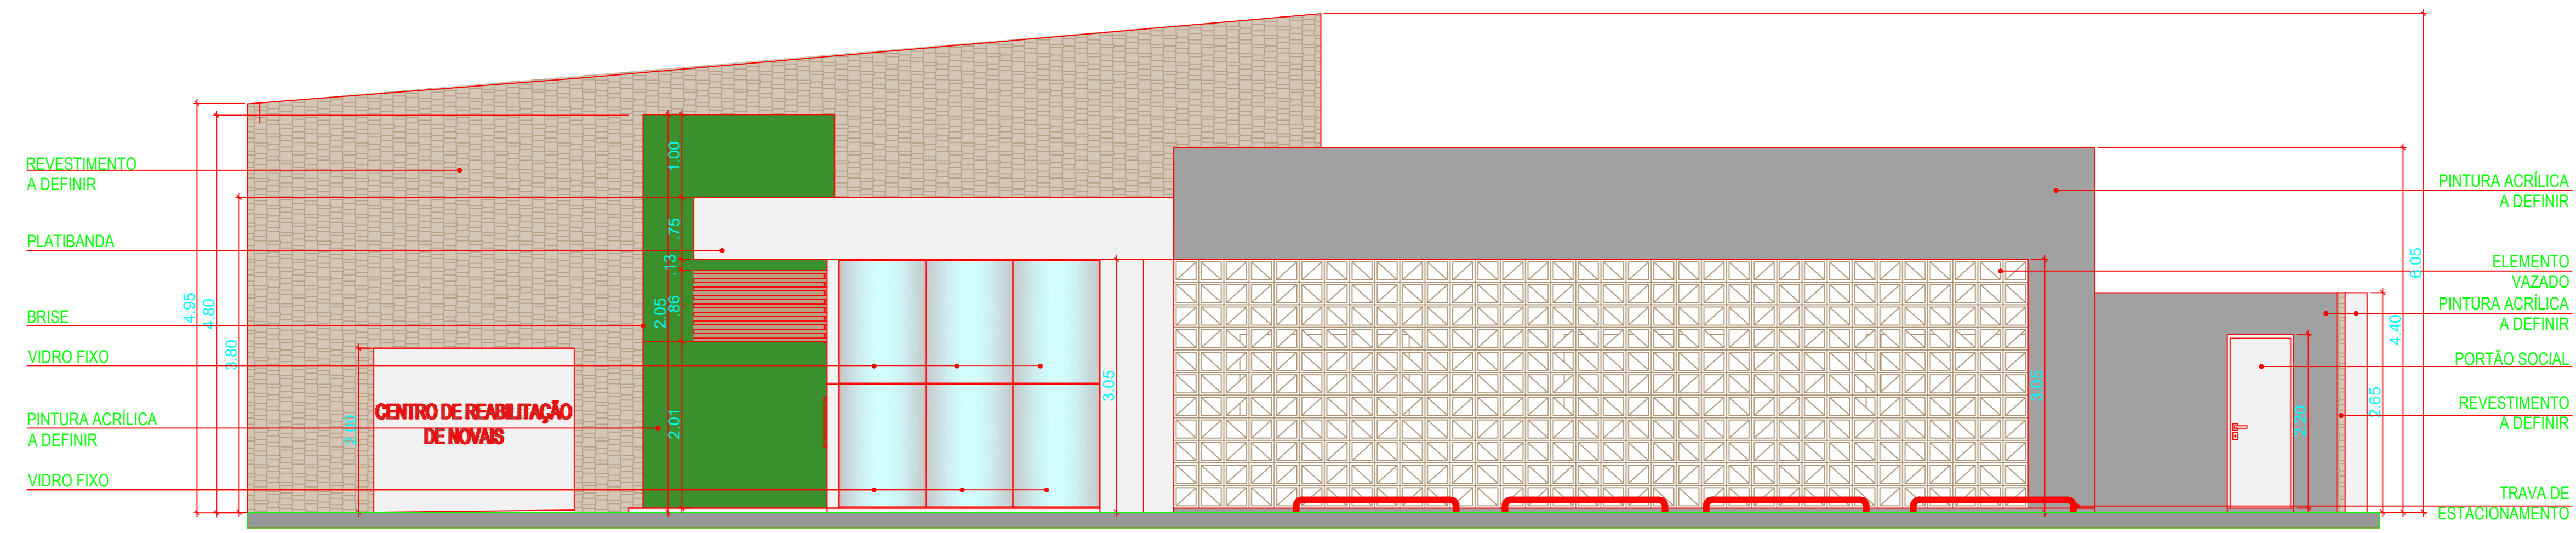 REVESTIMENTO
A DEFINIR
PLATIBANDA
BRISE
VIDRO FIXO
PINTURA ACRÍLICA
A DEFINIR
VIDRO FIXO
4.95
4.80
3.80
2.00
CENTRO DE REABILITAÇÃO
DE NOVAIS
1.00
.75
.13
.86
2.05
2.01
3.05
3.05
2.20
2.65
4.40
6.05
PINTURA ACRÍLICA
A DEFINIR
ELEMENTO
VAZADO
PINTURA ACRÍLICA
A DEFINIR
PORTÃO SOCIAL
REVESTIMENTO
A DEFINIR
TRAVA DE
ESTACIONAMENTO